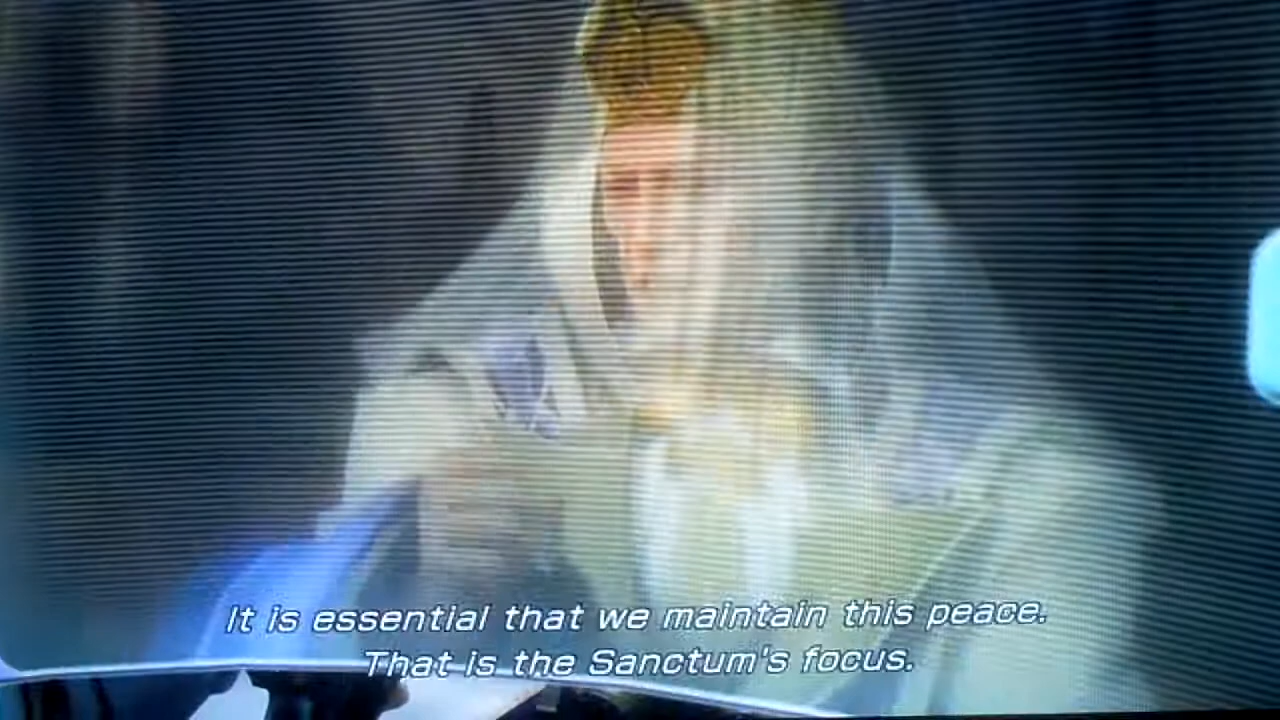 It is essential that we maintain this peace.
That is the Sanctum's focus.